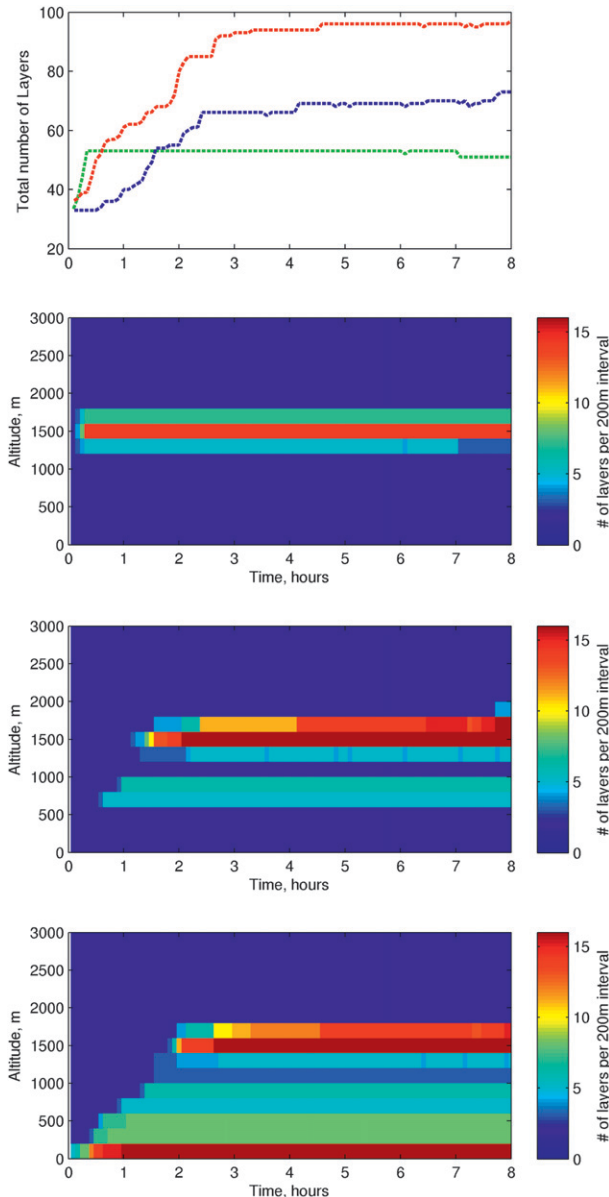 Total number of Layers
100
80
60
40
20
0 1 2 3 4 5 6 7 8
Altitude, m
3000
2500
2000
1500
1000
500
0
0 1 2 3 4 5 6 7 8
Time, hours
15
10
5
0
# of layers per 200m interval
Altitude, m
3000
2500
2000
1500
1000
500
0
0 1 2 3 4 5 6 7 8
Time, hours
15
10
5
0
# of layers per 200m interval
Altitude, m
3000
2500
2000
1500
1000
500
0
0 1 2 3 4 5 6 7 8
Time, hours
15
10
5
0
# of layers per 200m interval